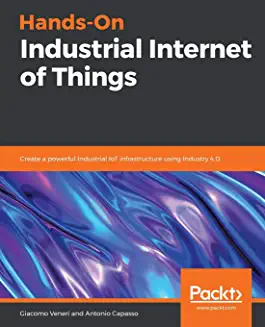 Hands-On
Industrial Internet
of Things
Create a powerful Industrial IoT infrastructure using Industry 4.0
Giacomo Veneri and Antonio Capasso
Packt>
www.packt.com